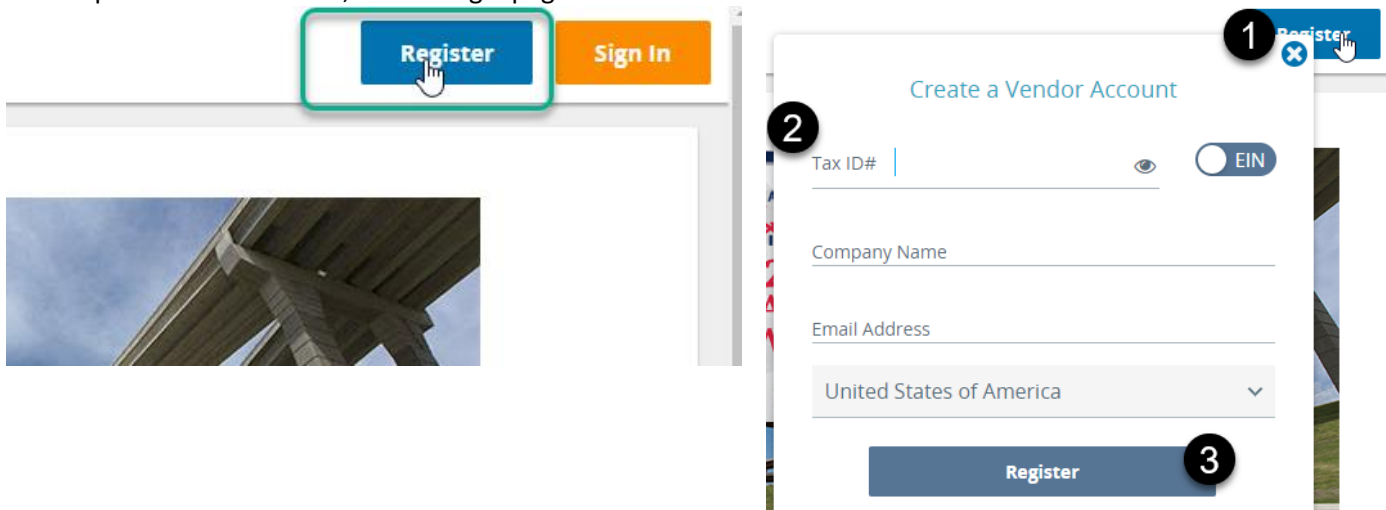 Register
Sign In
1
Register
Create a Vendor Account
2
Tax ID#
EIN
Company Name
Email Address
United States of America
Register
3